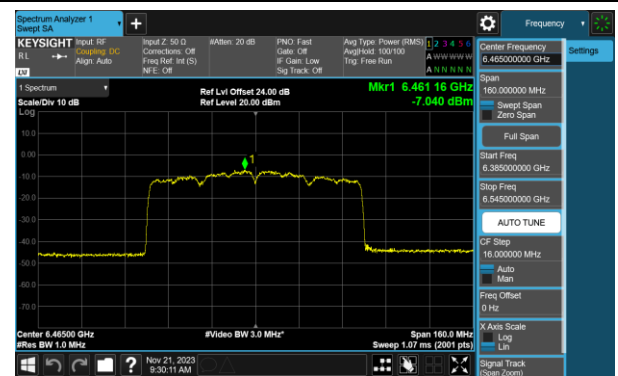 Spectrum Analyzer 1
Swept SA
Frequency
KEYSIGHT
RL
LXI
Input: RF
Coupling: DC
Align: Auto
Input Z: 50 Ω
Corrections: Off
Freq Ref: Int (S)
NFE: Off
#Atten: 20 dB
PNO: Fast
Gate: Off
IF Gain: Low
Sig Track: Off
Avg Type: Power (RMS)
Avg|Hold: 100/100
Trig: Free Run
1 2 3 4 5 6
A W W W W W
A N N N N N
1 Spectrum
Scale/Div 10 dB
Ref Lvl Offset 24.00 dB
Ref Level 20.00 dBm
Mkr1 6.461 16 GHz
-7.040 dBm
Log
10.0
0.00
-10.0
-20.0
-30.0
-40.0
-50.0
-60.0
-70.0
1
Center 6.46500 GHz
#Res BW 1.0 MHz
#Video BW 3.0 MHz*
Span 160.0 MHz
Sweep 1.07 ms (2001 pts)
Nov 21, 2023
9:30:11 AM
Center Frequency
6.465000000 GHz
Span
160.000000 MHz
Swept Span
Zero Span
Full Span
Start Freq
6.385000000 GHz
Stop Freq
6.545000000 GHz
AUTO TUNE
CF Step
16.000000 MHz
Auto
Man
Freq Offset
0 Hz
X Axis Scale
Log
Lin
Signal Track
(Span Zoom)
Settings